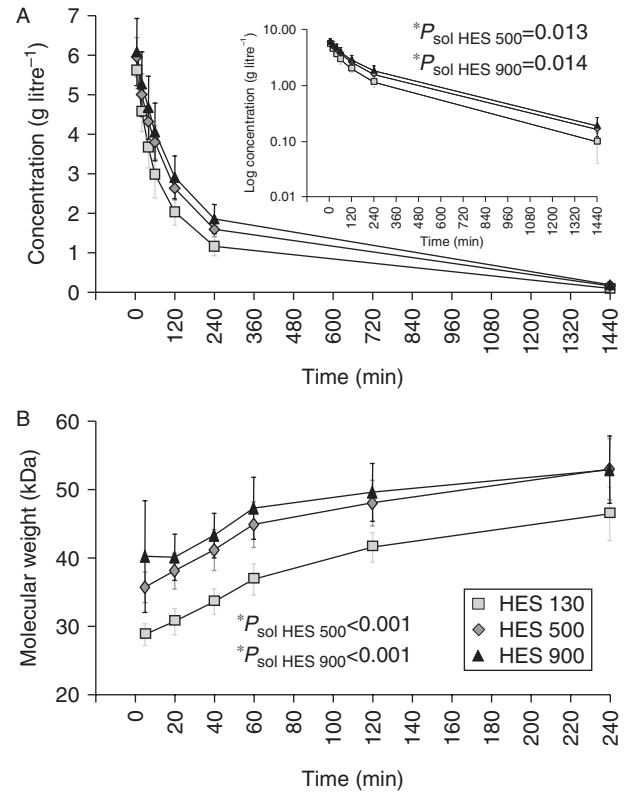 A
Concentration (g litre⁻¹)
7
6
5
4
3
2
1
0
0 120 240 360 480 600 720 840 960 1080 1200 1320 1440
Time (min)
Log concentration (g litre⁻¹)
10.00
1.00
0.10
0.01
0 120 240 360 480 600 720 840 960 1080 1200 1320 1440
Time (min)
*P sol HES 500=0.013
*P sol HES 900=0.014
B
Molecular weight (kDa)
60
50
40
30
20
0 20 40 60 80 100 120 140 160 180 200 220 240
Time (min)
*P sol HES 500<0.001
*P sol HES 900<0.001
HES 130
HES 500
HES 900